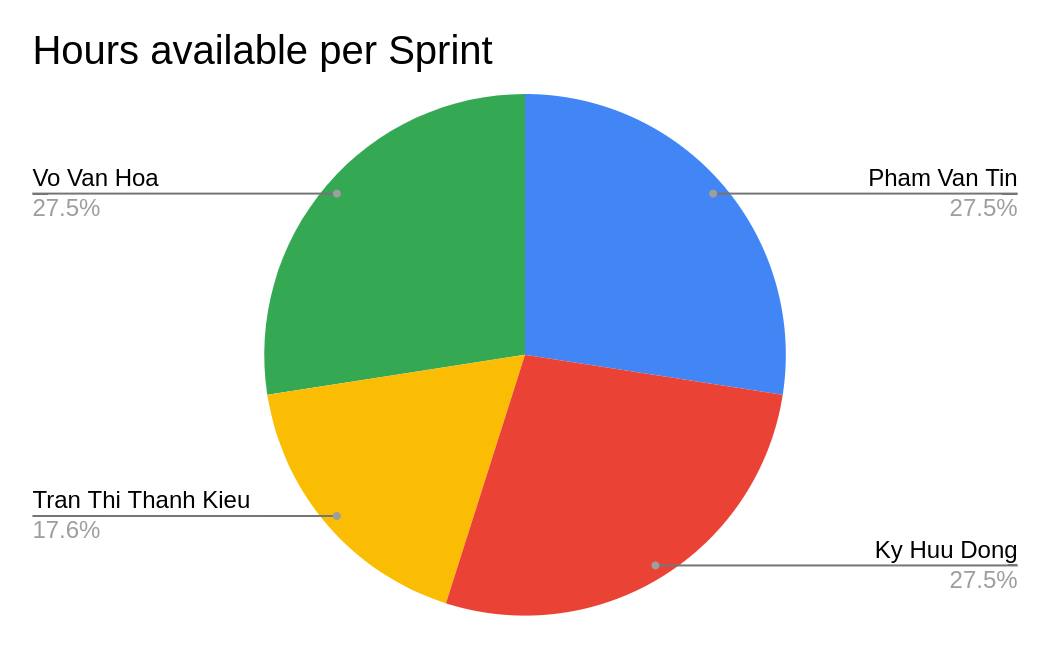 Hours available per Sprint
Vo Van Hoa
27.5%
Pham Van Tin
27.5%
Tran Thi Thanh Kieu
17.6%
Ky Huu Dong
27.5%